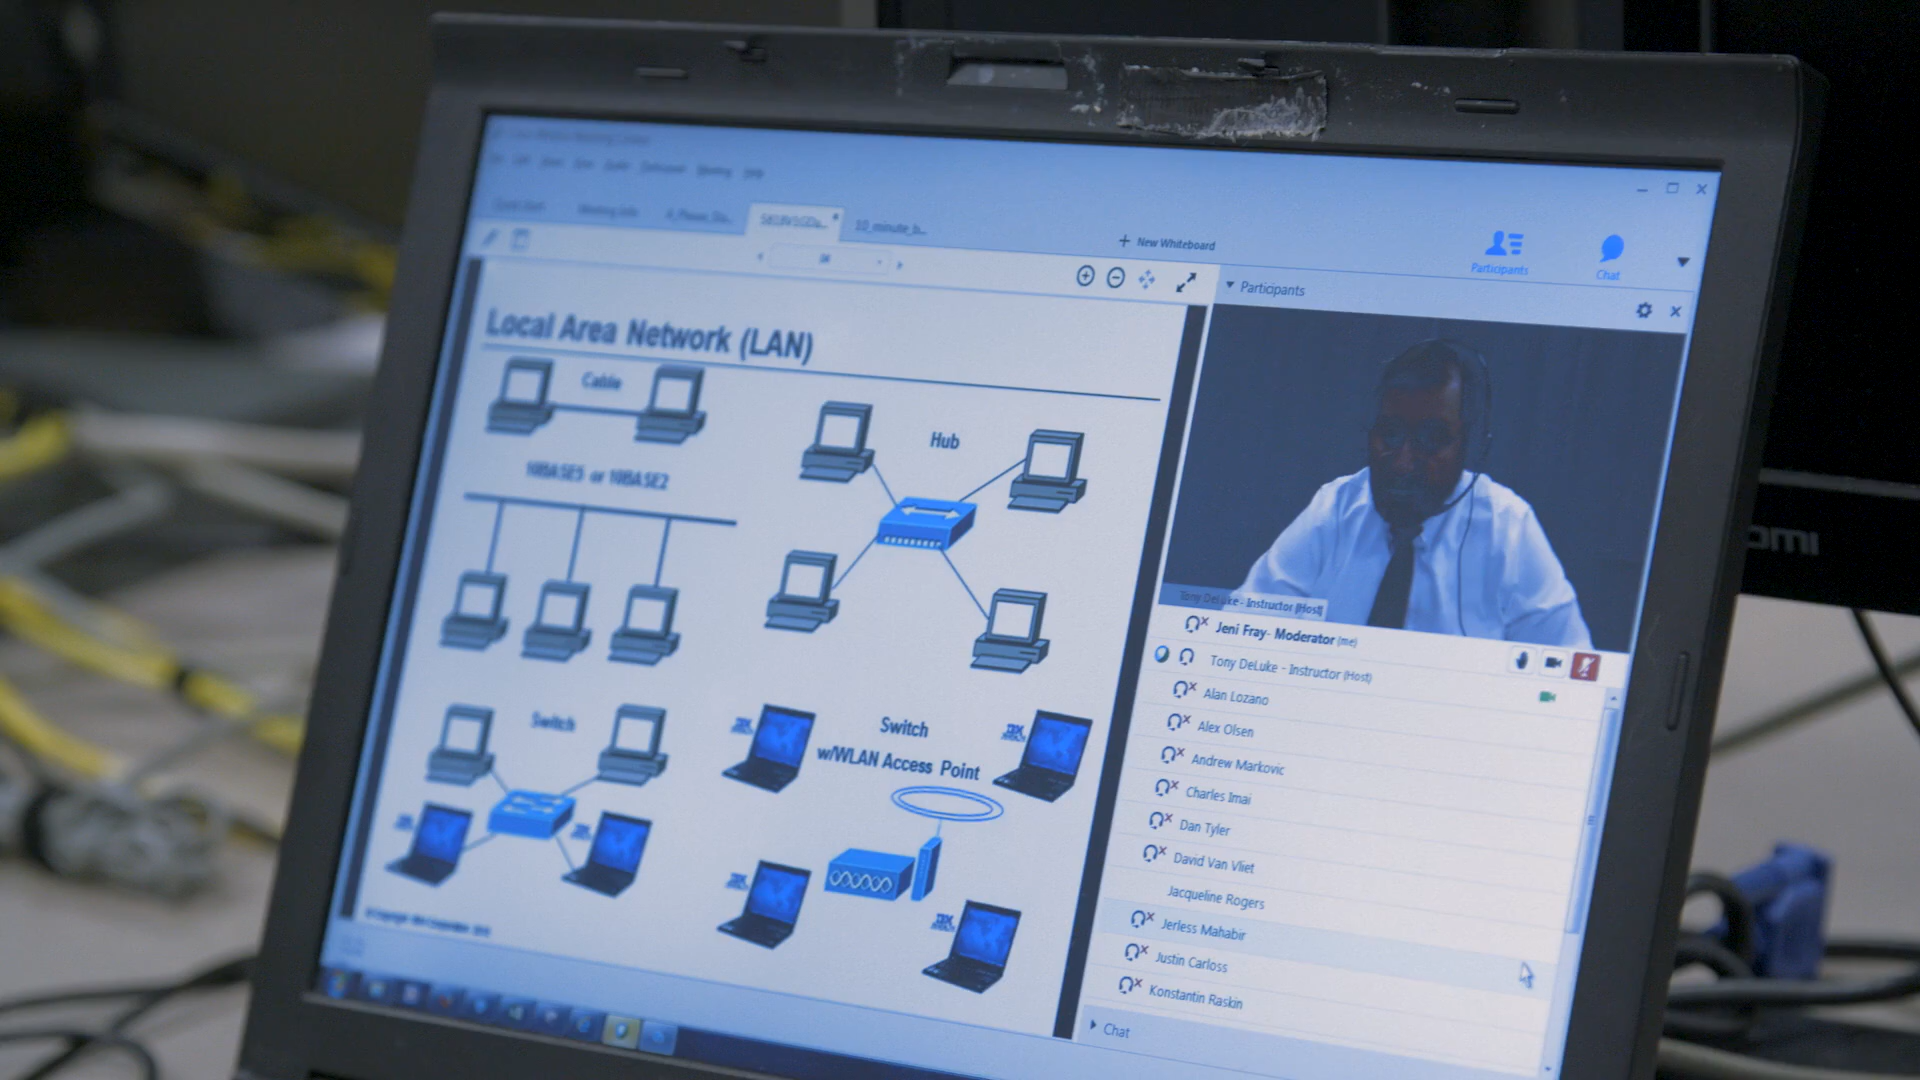 New Whiteboard
Participants
Chat
Participants
Local Area Network (LAN)
Cable
Hub
10BASE5 or 10BASE2
Switch
Switch
w/WLAN Access Point
Tony DeLuke - Instructor (Host)
Jeni Fray- Moderator (me)
Tony DeLuke - Instructor (Host)
Alan Lozano
Alex Olsen
Andrew Markovic
Charles Imai
Dan Tyler
David Van Vliet
Jacqueline Rogers
Jerless Mahabir
Justin Carloss
Konstantin Raskin
Chat